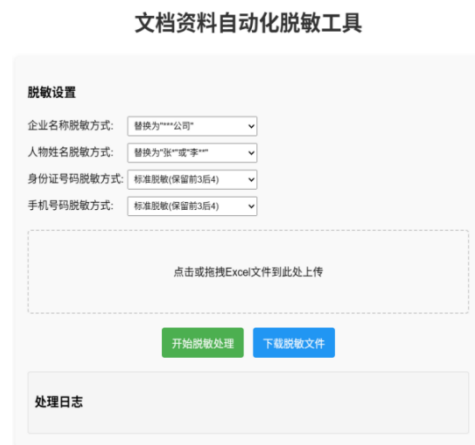 文档资料自动化脱敏工具
脱敏设置
企业名称脱敏方式: 替换为"***公司"
人物姓名脱敏方式: 替换为"张*"或"李**"
身份证号码脱敏方式: 标准脱敏(保留前3后4)
手机号码脱敏方式: 标准脱敏(保留前3后4)
点击或拖拽Excel文件到此处上传
开始脱敏处理 下载脱敏文件
处理日志